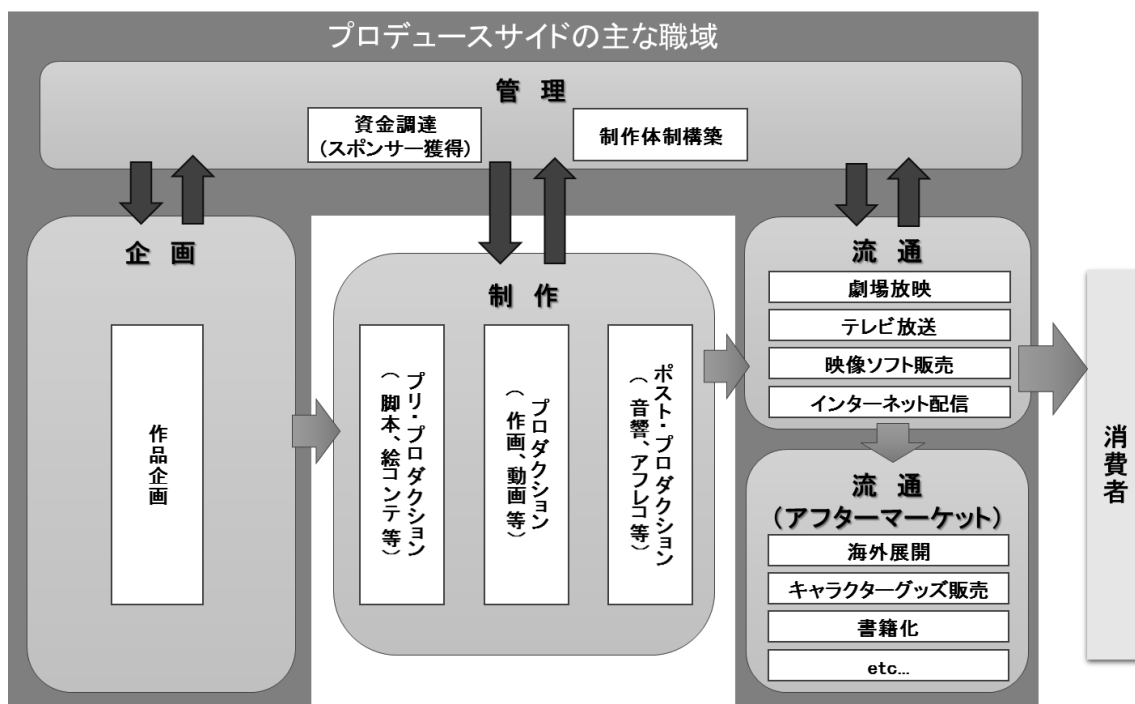 プロデュースサイドの主な職域
管　理
資金調達
(スポンサー獲得)
制作体制構築
企　画
作品企画
制　作
プリ・プロダクション
（脚本、絵コンテ等）
プロダクション
（作画、動画等）
ポスト・プロダクション
（音響、アフレコ等）
流　通
劇場放映
テレビ放送
映像ソフト販売
インターネット配信
流　通
（アフターマーケット）
海外展開
キャラクターグッズ販売
書籍化
etc…
消費者